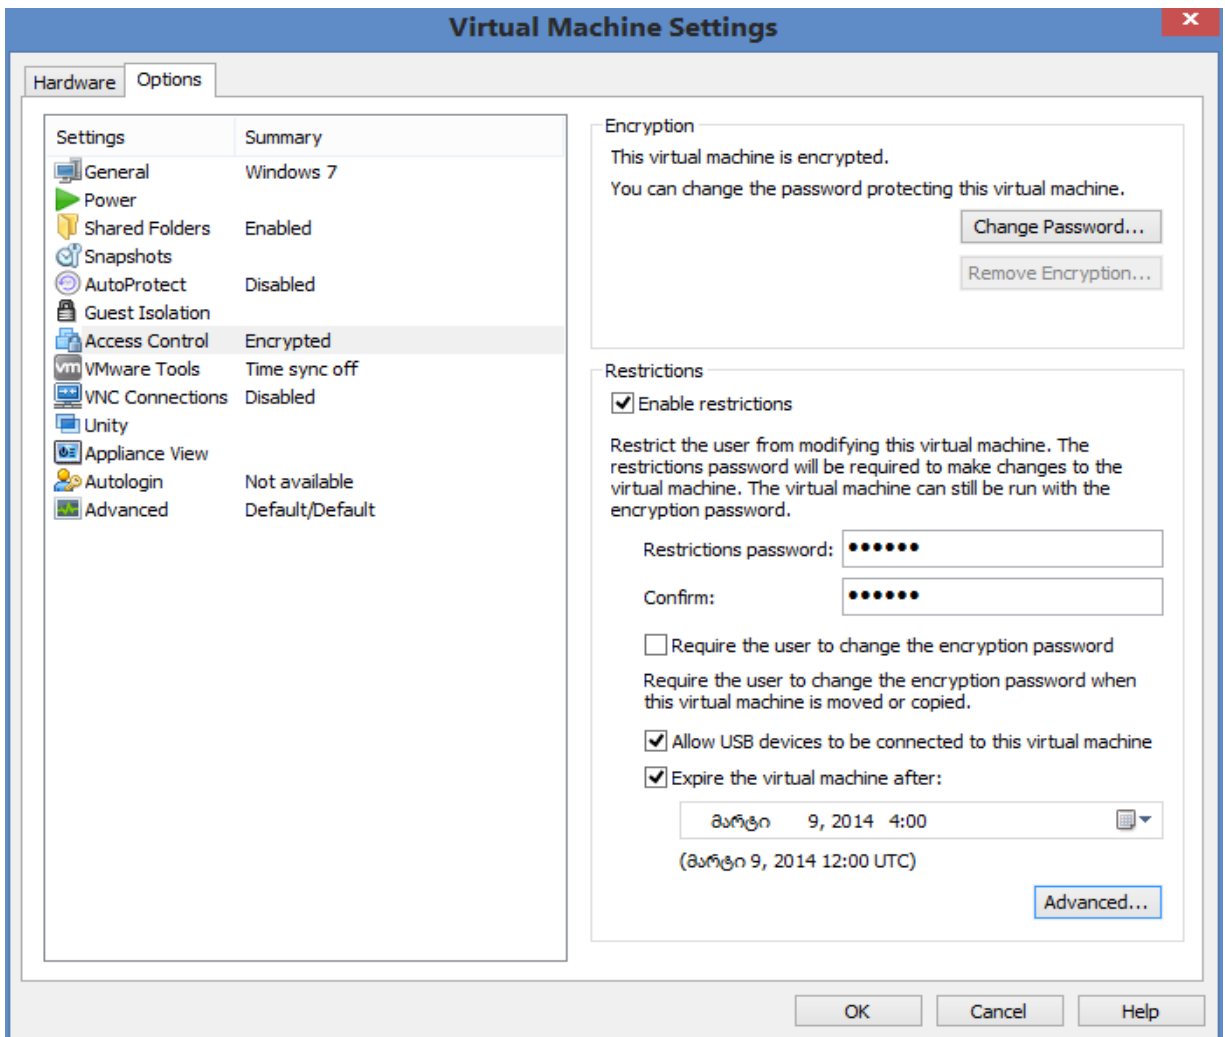 Virtual Machine Settings
Hardware Options
Settings Summary
General Windows 7
Power
Shared Folders Enabled
Snapshots
AutoProtect Disabled
Guest Isolation
Access Control Encrypted
VMware Tools Time sync off
VNC Connections Disabled
Unity
Appliance View
Autologin Not available
Advanced Default/Default
Encryption
This virtual machine is encrypted.
You can change the password protecting this virtual machine.
Change Password...
Remove Encryption...
Restrictions
Enable restrictions
Restrict the user from modifying this virtual machine. The
restrictions password will be required to make changes to the
virtual machine. The virtual machine can still be run with the
encryption password.
Restrictions password: ●●●●●●
Confirm: ●●●●●●
Require the user to change the encryption password
Require the user to change the encryption password when
this virtual machine is moved or copied.
Allow USB devices to be connected to this virtual machine
Expire the virtual machine after:
მარტი 9, 2014 4:00
(მარტი 9, 2014 12:00 UTC)
Advanced...
OK Cancel Help